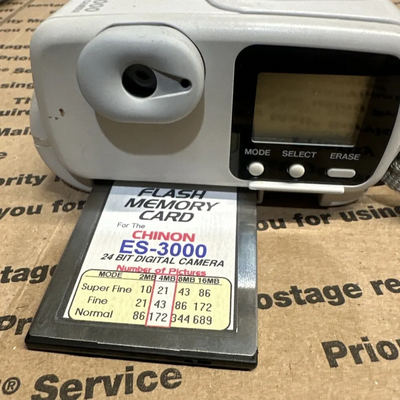 3000
MODE SELECT ERASE
FLASH
MEMORY
CARD
For The
CHINON
ES-3000
24 BIT DIGITAL CAMERA
Number of Pictures
MODE 2MB 4MB 8MB 16MB
Super Fine 10 21 43 86
Fine 21 43 86 172
Normal 86 172 344 689
you for using
ostage re
Prior
® Service
Priority